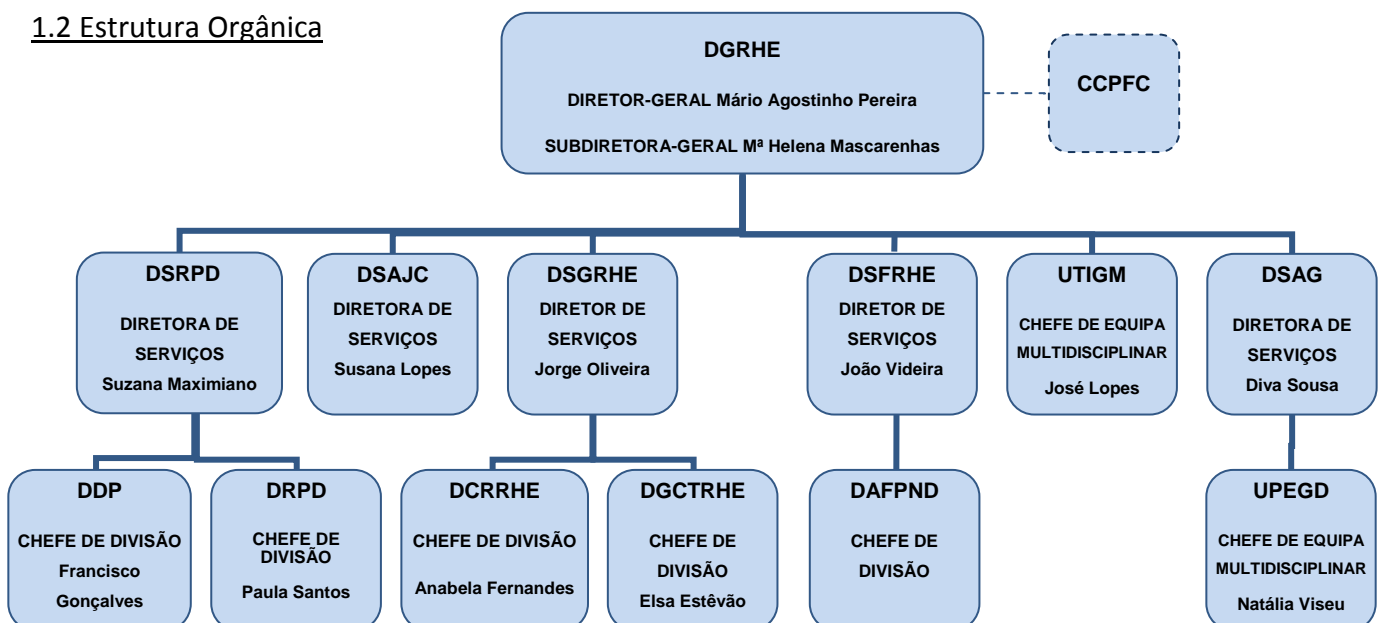 1.2 Estrutura Orgânica
DGRHE
DIRETOR-GERAL Mário Agostinho Pereira
SUBDIRETORA-GERAL Mª Helena Mascarenhas
CCPFC
DSRPD
DIRETORA DE
SERVIÇOS
Suzana Maximiano
DSAJC
DIRETORA DE
SERVIÇOS
Susana Lopes
DSGRHE
DIRETOR DE
SERVIÇOS
Jorge Oliveira
DSFRHE
DIRETOR DE
SERVIÇOS
João Videira
UTIGM
CHEFE DE EQUIPA
MULTIDISCIPLINAR
José Lopes
DSAG
DIRETORA DE
SERVIÇOS
Diva Sousa
DDP
CHEFE DE DIVISÃO
Francisco
Gonçalves
DRPD
CHEFE DE
DIVISÃO
Paula Santos
DCRRHE
CHEFE DE DIVISÃO
Anabela Fernandes
DGCTRHE
CHEFE DE
DIVISÃO
Elsa Estêvão
DAFPND
CHEFE DE
DIVISÃO
UPEGD
CHEFE DE EQUIPA
MULTIDISCIPLINAR
Natália Viseu